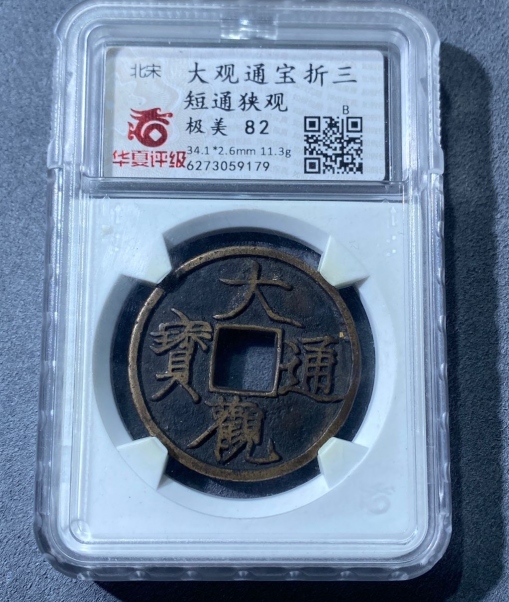 北宋
大观通宝折三
短通狭观
极美 82
B
34.1*2.6mm 11.3g
6273059179
华夏评级
大
寶 通
觀